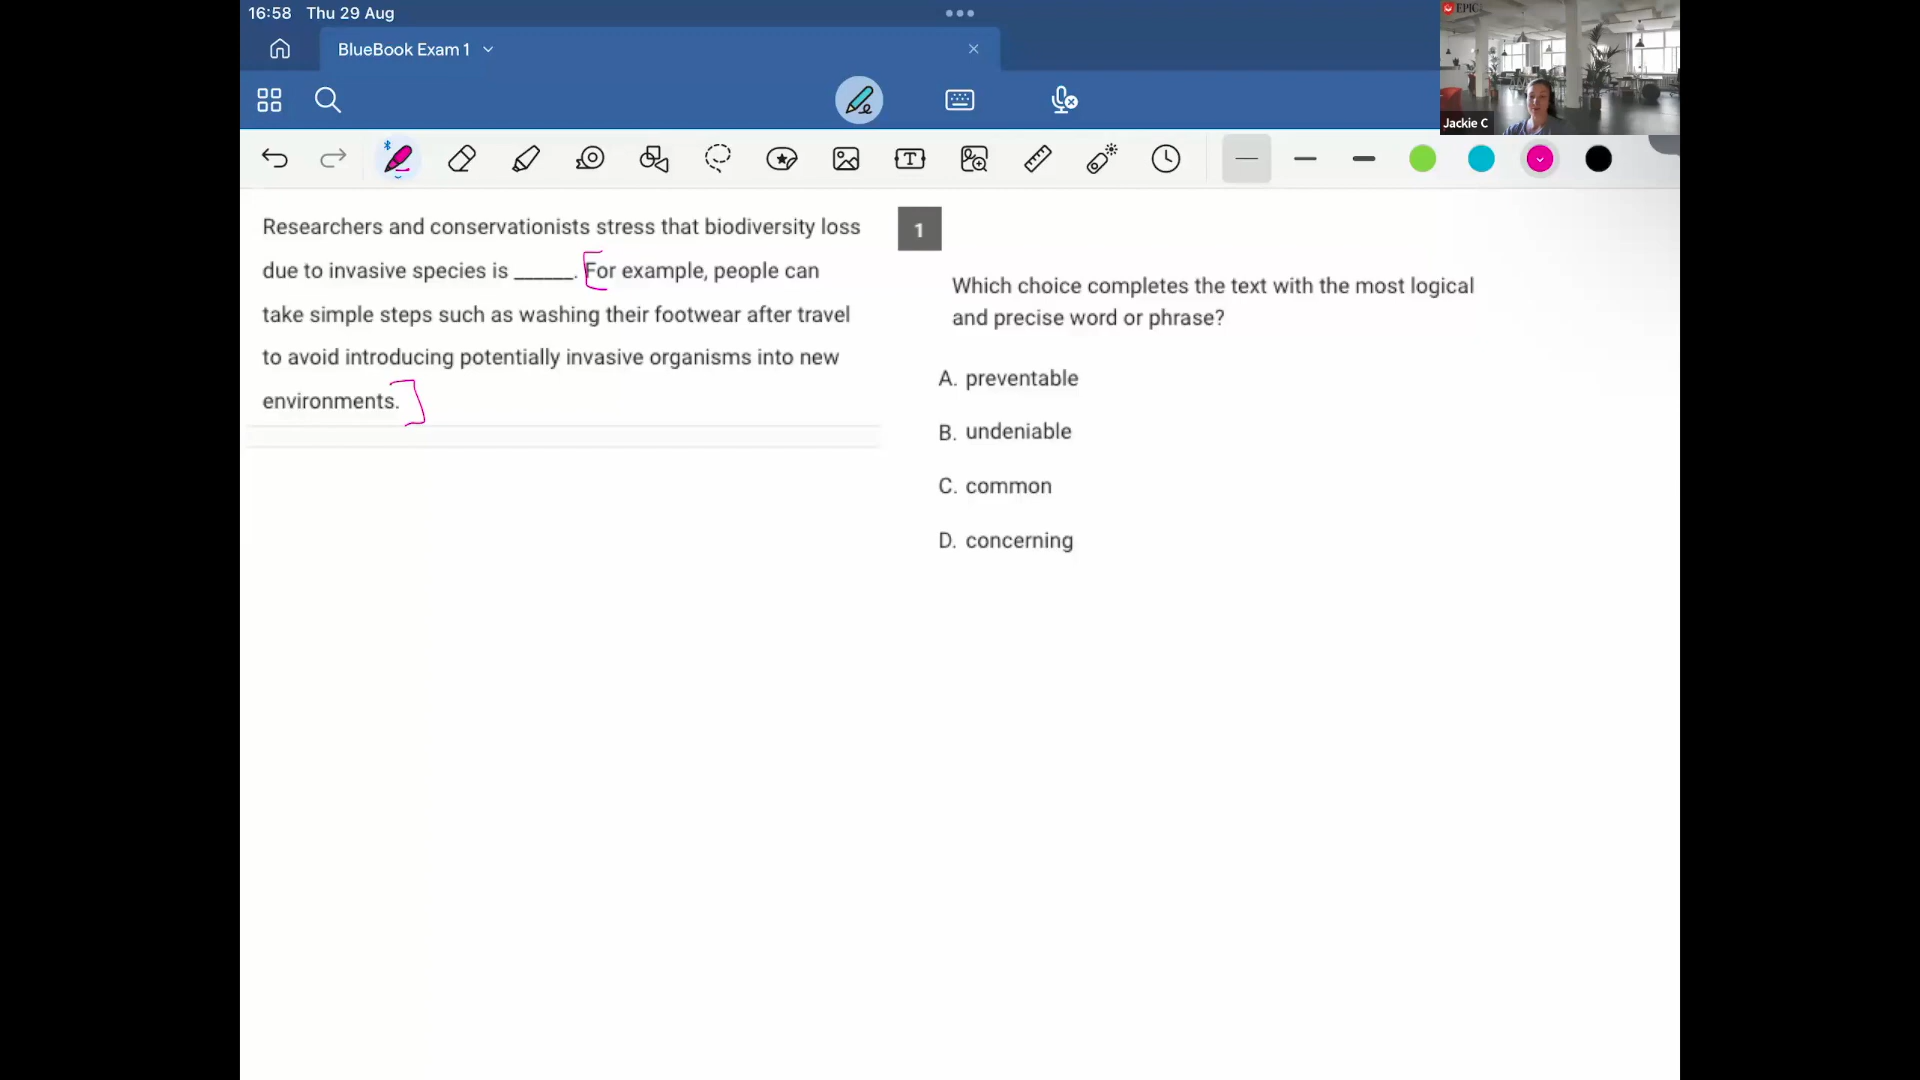 16:58 Thu 29 Aug
BlueBook Exam 1
EPIC
Jackie C
Researchers and conservationists stress that biodiversity loss
due to invasive species is ______. For example, people can
take simple steps such as washing their footwear after travel
to avoid introducing potentially invasive organisms into new
environments.
1
Which choice completes the text with the most logical
and precise word or phrase?
A. preventable
B. undeniable
C. common
D. concerning